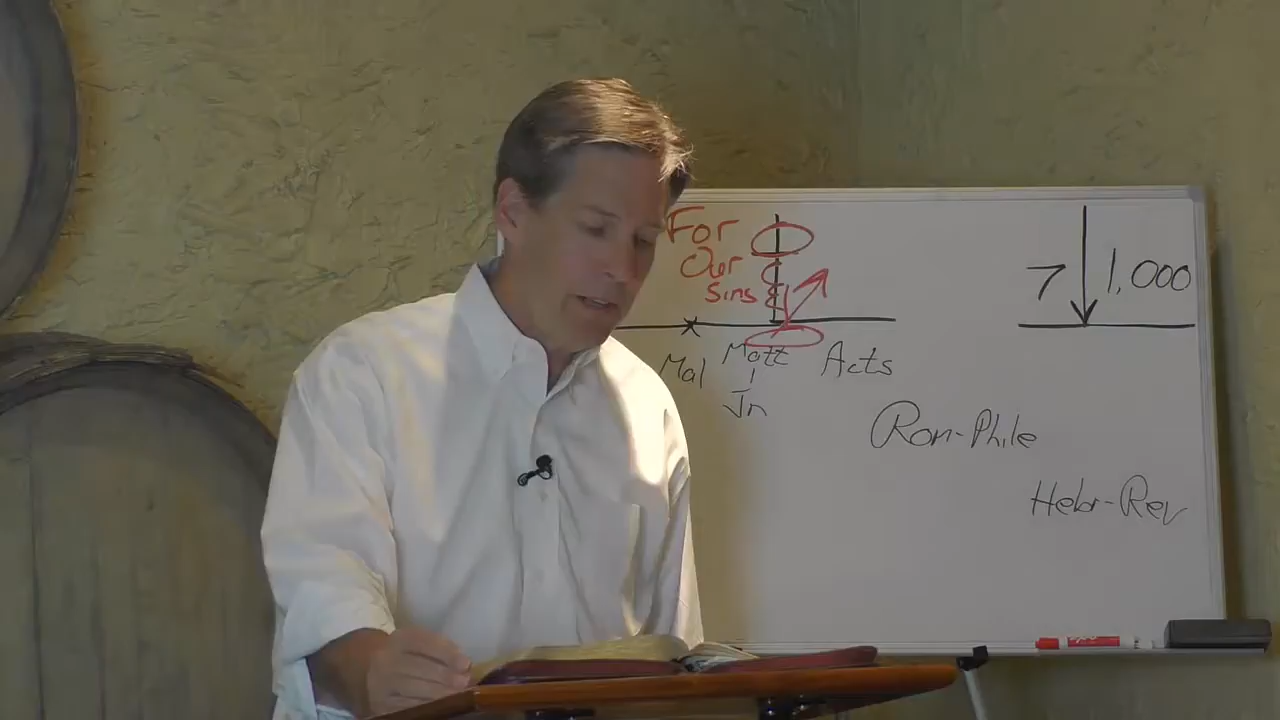 For
Our
Sins
7 1,000
Mal Matt Acts
Jn
Rom-Phile
Hebr-Rev